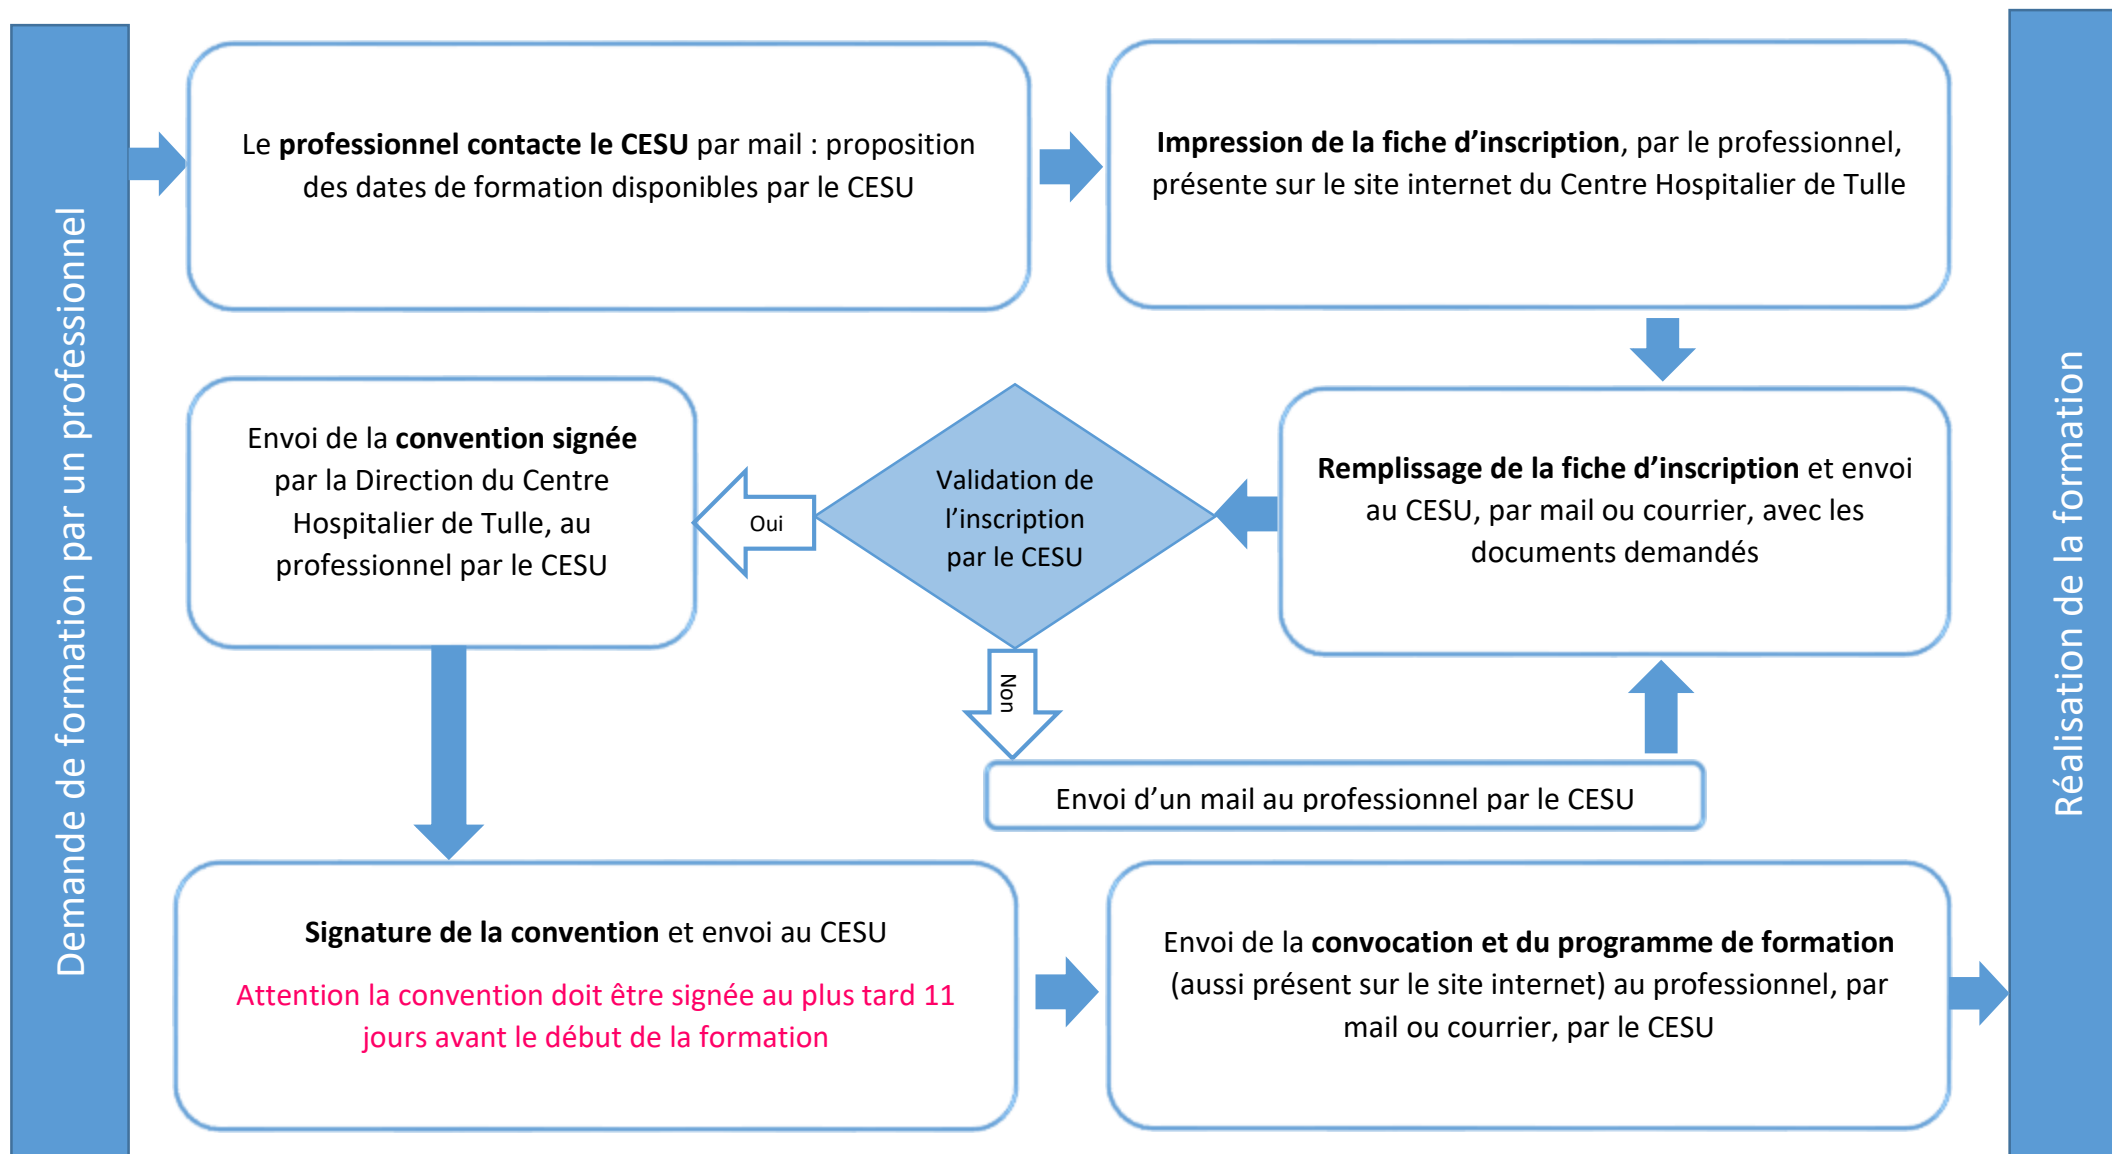 Demande de formation par un professionnel
Le professionnel contacte le CESU par mail : proposition
des dates de formation disponibles par le CESU
Impression de la fiche d’inscription, par le professionnel,
présente sur le site internet du Centre Hospitalier de Tulle
Remplissage de la fiche d’inscription et envoi
au CESU, par mail ou courrier, avec les
documents demandés
Validation de
l’inscription
par le CESU
Oui
Non
Envoi de la convention signée
par la Direction du Centre
Hospitalier de Tulle, au
professionnel par le CESU
Envoi d’un mail au professionnel par le CESU
Signature de la convention et envoi au CESU
Attention la convention doit être signée au plus tard 11
jours avant le début de la formation
Envoi de la convocation et du programme de formation
(aussi présent sur le site internet) au professionnel, par
mail ou courrier, par le CESU
Réalisation de la formation